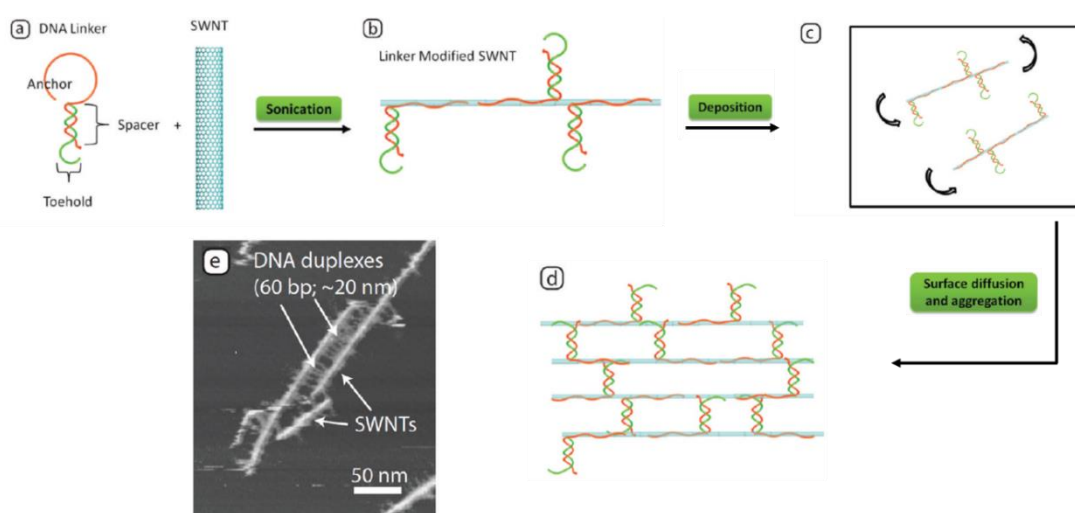 a
DNA Linker
SWNT
Anchor
Spacer
+
Toehold
Sonication
b
Linker Modified SWNT
Deposition
c
Surface diffusion
and aggregation
d
e
DNA duplexes
(60 bp; ~20 nm)
SWNTs
50 nm